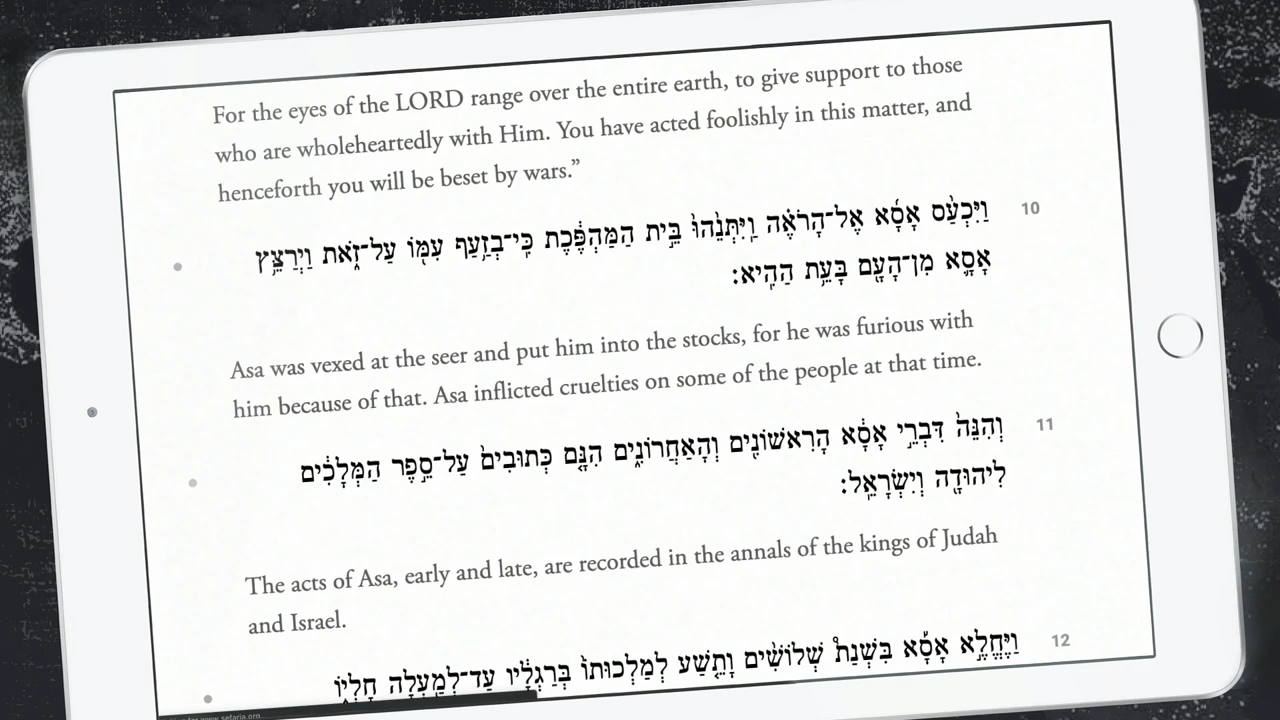 For the eyes of the LORD range over the entire earth, to give support to those
who are wholeheartedly with Him. You have acted foolishly in this matter, and
henceforth you will be beset by wars.”
10
וַיִּכְעַ֨ס אָסָ֜א אֶל־הָרֹאֶ֗ה וַֽיִּתְּנֵ֙הוּ֙ בֵּ֣ית הַמַּהְפֶּ֔כֶת כִּֽי־בְזַ֥עַף עִמּ֖וֹ עַל־זֹ֑את וַיְרַצֵּ֥ץ
אָסָ֛א מִן־הָעָ֖ם בָּעֵ֥ת הַהִֽיא׃
Asa was vexed at the seer and put him into the stocks, for he was furious with
him because of that. Asa inflicted cruelties on some of the people at that time.
11
וְהִנֵּה֙ דִּבְרֵ֣י אָסָ֔א הָרִאשׁוֹנִ֖ים וְהָאַחֲרוֹנִ֑ים הִנָּ֤ם כְּתוּבִים֙ עַל־סֵ֣פֶר הַמְּלָכִ֔ים
לִיהוּדָ֖ה וְיִשְׂרָאֵֽל׃
The acts of Asa, early and late, are recorded in the annals of the kings of Judah
and Israel.
12
וַיֶּחֱלֶ֣א אָסָ֡א בִּשְׁנַת֩ שְׁלוֹשִׁ֨ים וָתֵ֤שַׁע לְמַלְכוּתוֹ֙ בְּרַגְלָ֔יו עַד־לְמַ֖עְלָה חָלְי֑וֹ
for www.sefaria.org